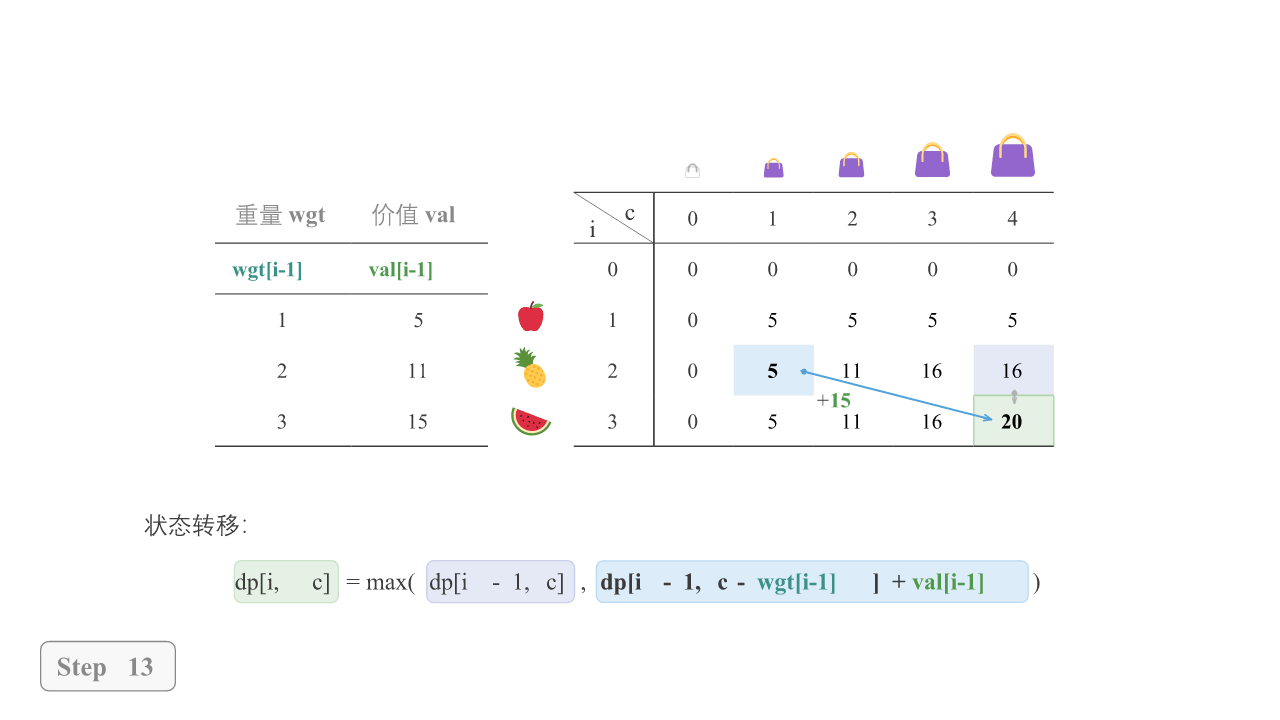 重量 wgt 价值 val
c
i
0 1 2 3 4
wgt[i-1] val[i-1]
0 0 0 0 0 0
1 5
1 0 5 5 5 5
2 11
2 0 5 11 16 16
+15
3 15
3 0 5 11 16 20
状态转移:
dp[i, c] = max( dp[i - 1, c] , dp[i - 1, c - wgt[i-1] ] + val[i-1] )
Step 13